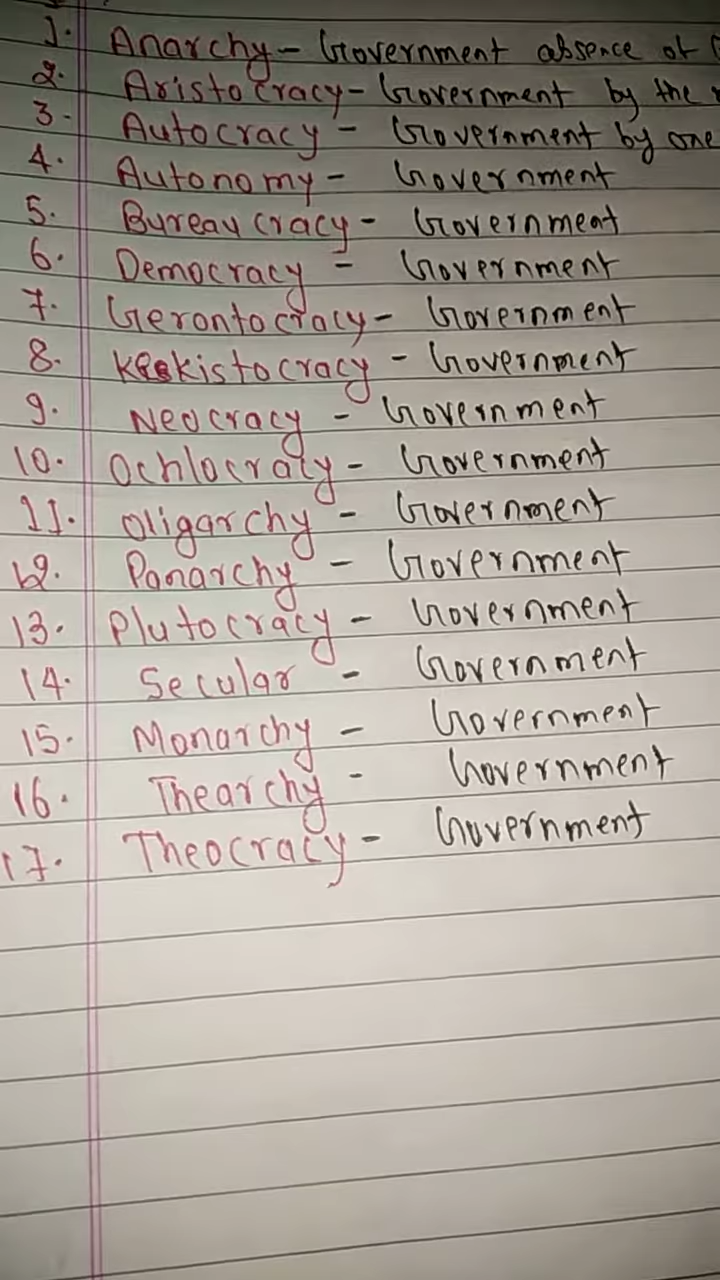 1. Anarchy - Government absence of
2. Aristocracy - Government by the
3. Autocracy - Government by one
4. Autonomy - Government
5. Bureaucracy - Government
6. Democracy - Government
7. Gerontocracy - Government
8. Kakistocracy - Government
9. Neocracy - Government
10. Ochlocracy - Government
11. Oligarchy - Government
12. Panarchy - Government
13. Plutocracy - Government
14. Secular - Government
15. Monarchy - Government
16. Thearchy - Government
17. Theocracy - Government